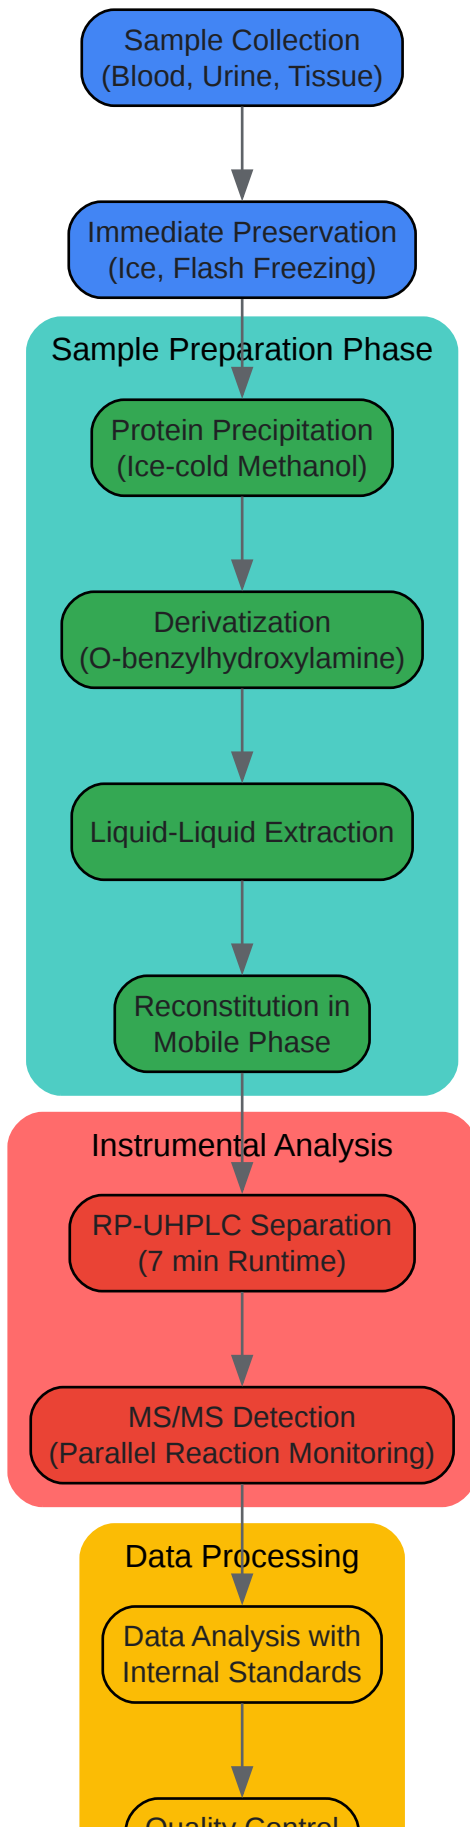 Sample Collection
(Blood, Urine, Tissue)
Immediate Preservation
(Ice, Flash Freezing)
Sample Preparation Phase
Protein Precipitation
(Ice-cold Methanol)
Derivatization
(O-benzylhydroxylamine)
Liquid-Liquid Extraction
Reconstitution in
Mobile Phase
Instrumental Analysis
RP-UHPLC Separation
(7 min Runtime)
MS/MS Detection
(Parallel Reaction Monitoring)
Data Processing
Data Analysis with
Internal Standards
Quality Control